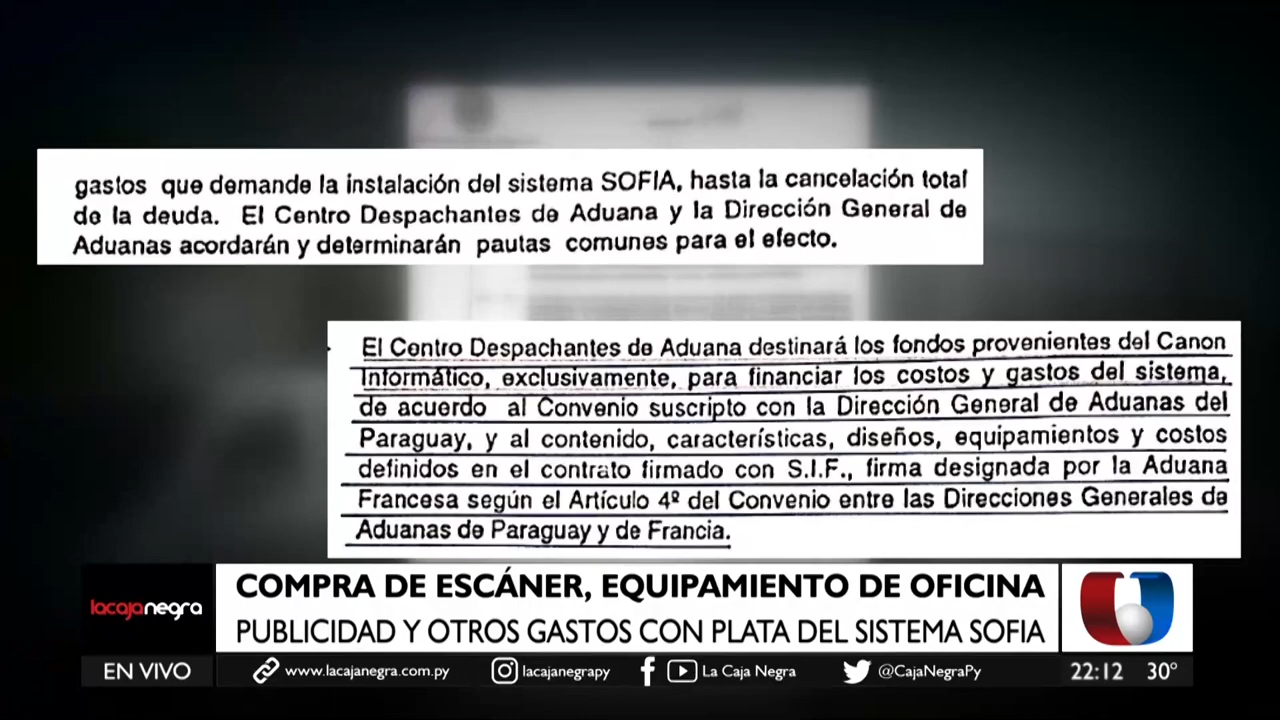 gastos que demande la instalación del sistema SOFIA, hasta la cancelación total
de la deuda. El Centro Despachantes de Aduana y la Dirección General de
Aduanas acordarán y determinarán pautas comunes para el efecto.
El Centro Despachantes de Aduana destinará los fondos provenientes del Canon
Informático, exclusivamente, para financiar los costos y gastos del sistema,
de acuerdo al Convenio suscripto con la Dirección General de Aduanas del
Paraguay, y al contenido, características, diseños, equipamientos y costos
definidos en el contrato firmado con S.I.F., firma designada por la Aduana
Francesa según el Artículo 4º del Convenio entre las Direcciones Generales de
Aduanas de Paraguay y de Francia.
lacajanegra
COMPRA DE ESCÁNER, EQUIPAMIENTO DE OFICINA
PUBLICIDAD Y OTROS GASTOS CON PLATA DEL SISTEMA SOFIA
EN VIVO www.lacajanegra.com.py lacajanegrapy La Caja Negra @CajaNegraPy 22:12 30°